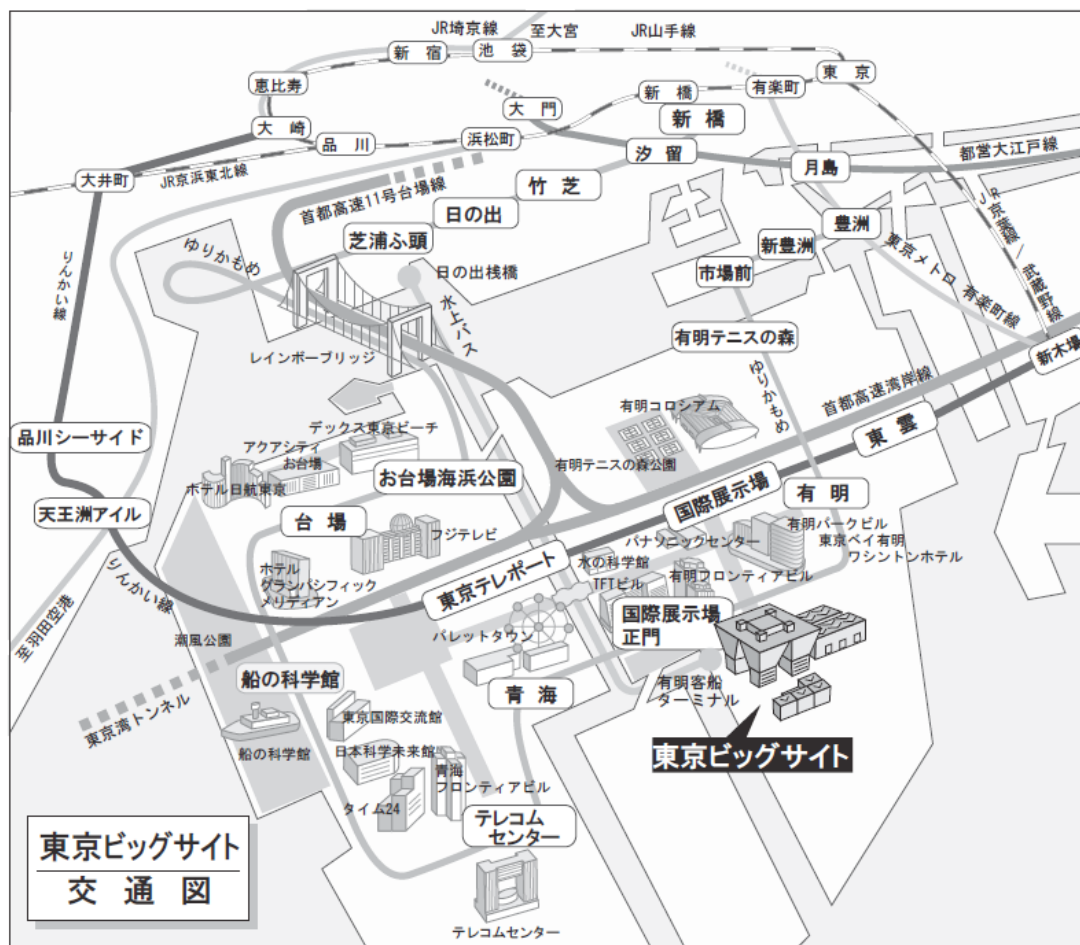 JR埼京線
至大宮
JR山手線
新宿
池袋
恵比寿
東京
有楽町
新橋
大門
大崎
品川
浜松町
新橋
汐留
月島
都営大江戸線
大井町
JR京浜東北線
首都高速11号台場線
竹芝
日の出
芝浦ふ頭
ゆりかもめ
日の出桟橋
水上バス
豊洲
新豊洲
市場前
JR京葉線/武蔵野線
東京メトロ 有楽町線
りんかい線
レインボーブリッジ
有明テニスの森
ゆりかもめ
新木場
首都高速湾岸線
有明コロシアム
東雲
品川シーサイド
デックス東京ビーチ
アクアシティ
お台場
ホテル日航東京
お台場海浜公園
有明テニスの森公園
国際展示場
有明
天王洲アイル
台場
フジテレビ
有明パークビル
東京ベイ有明
ワシントンホテル
パナソニックセンター
水の科学館
TFTビル
有明フロンティアビル
りんかい線
ホテル
グランパシフィック
メリディアン
東京テレポート
至羽田空港
潮風公園
パレットタウン
国際展示場
正門
船の科学館
青海
有明客船
ターミナル
東京湾トンネル
東京国際交流館
船の科学館
日本科学未来館
青海
フロンティアビル
タイム24
東京ビッグサイト
テレコム
センター
東京ビッグサイト
交通図
テレコムセンター